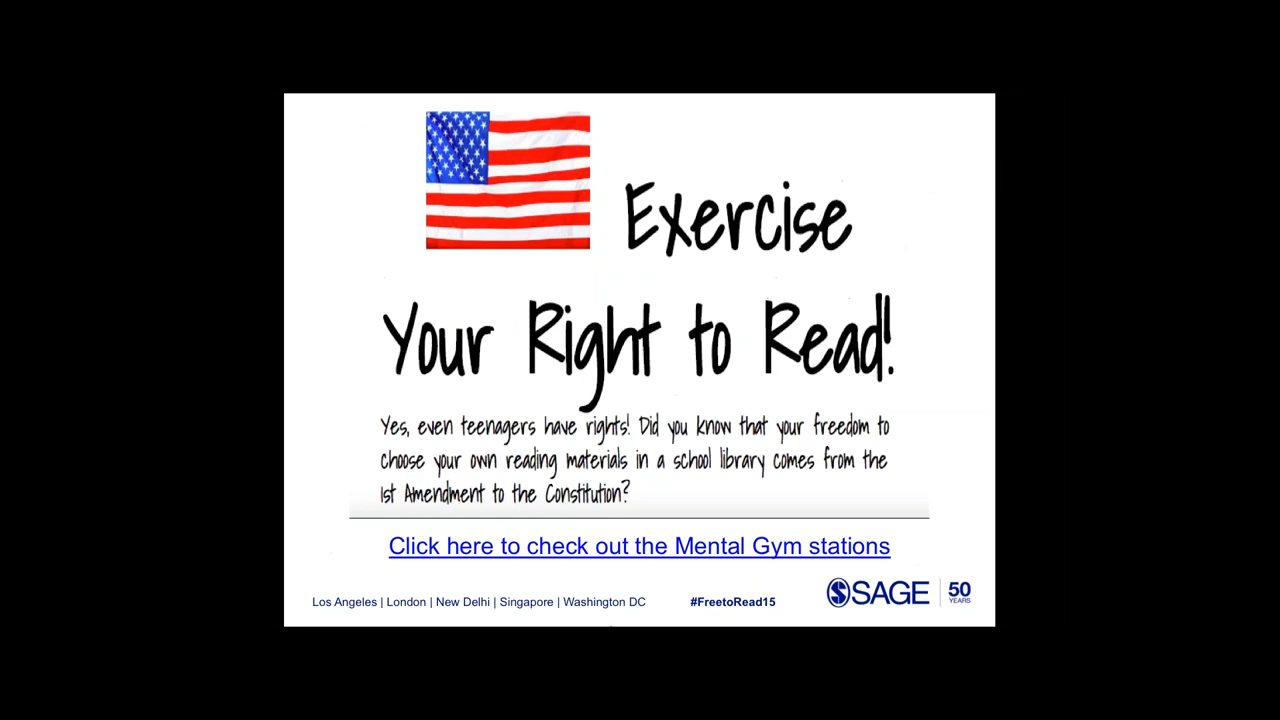 Exercise
Your Right to Read!
Yes, even teenagers have rights! Did you know that your freedom to
choose your own reading materials in a school library comes from the
1st Amendment to the Constitution?
Click here to check out the Mental Gym stations
Los Angeles | London | New Delhi | Singapore | Washington DC
#FreetoRead15
SAGE
50
YEARS